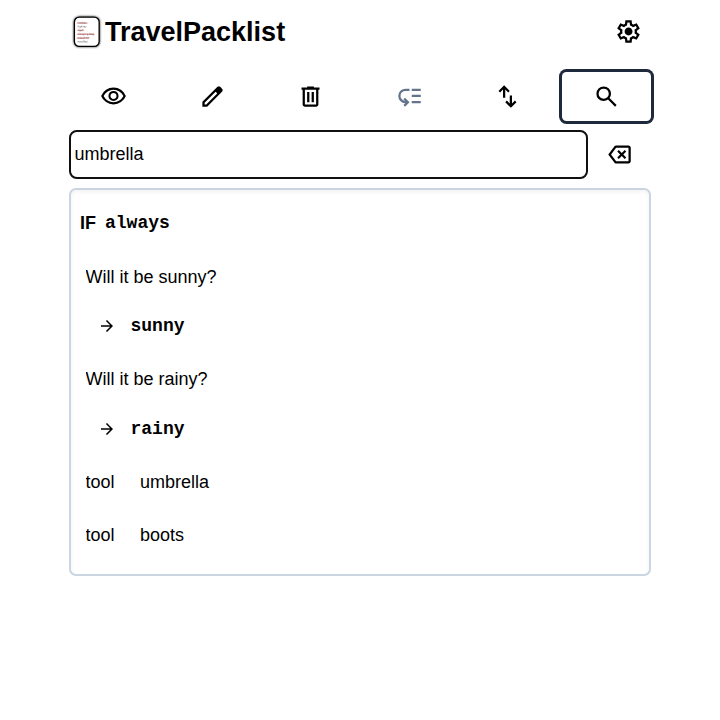 TravelPacklist
umbrella
IF always
Will it be sunny?
→ sunny
Will it be rainy?
→ rainy
tool umbrella
tool boots